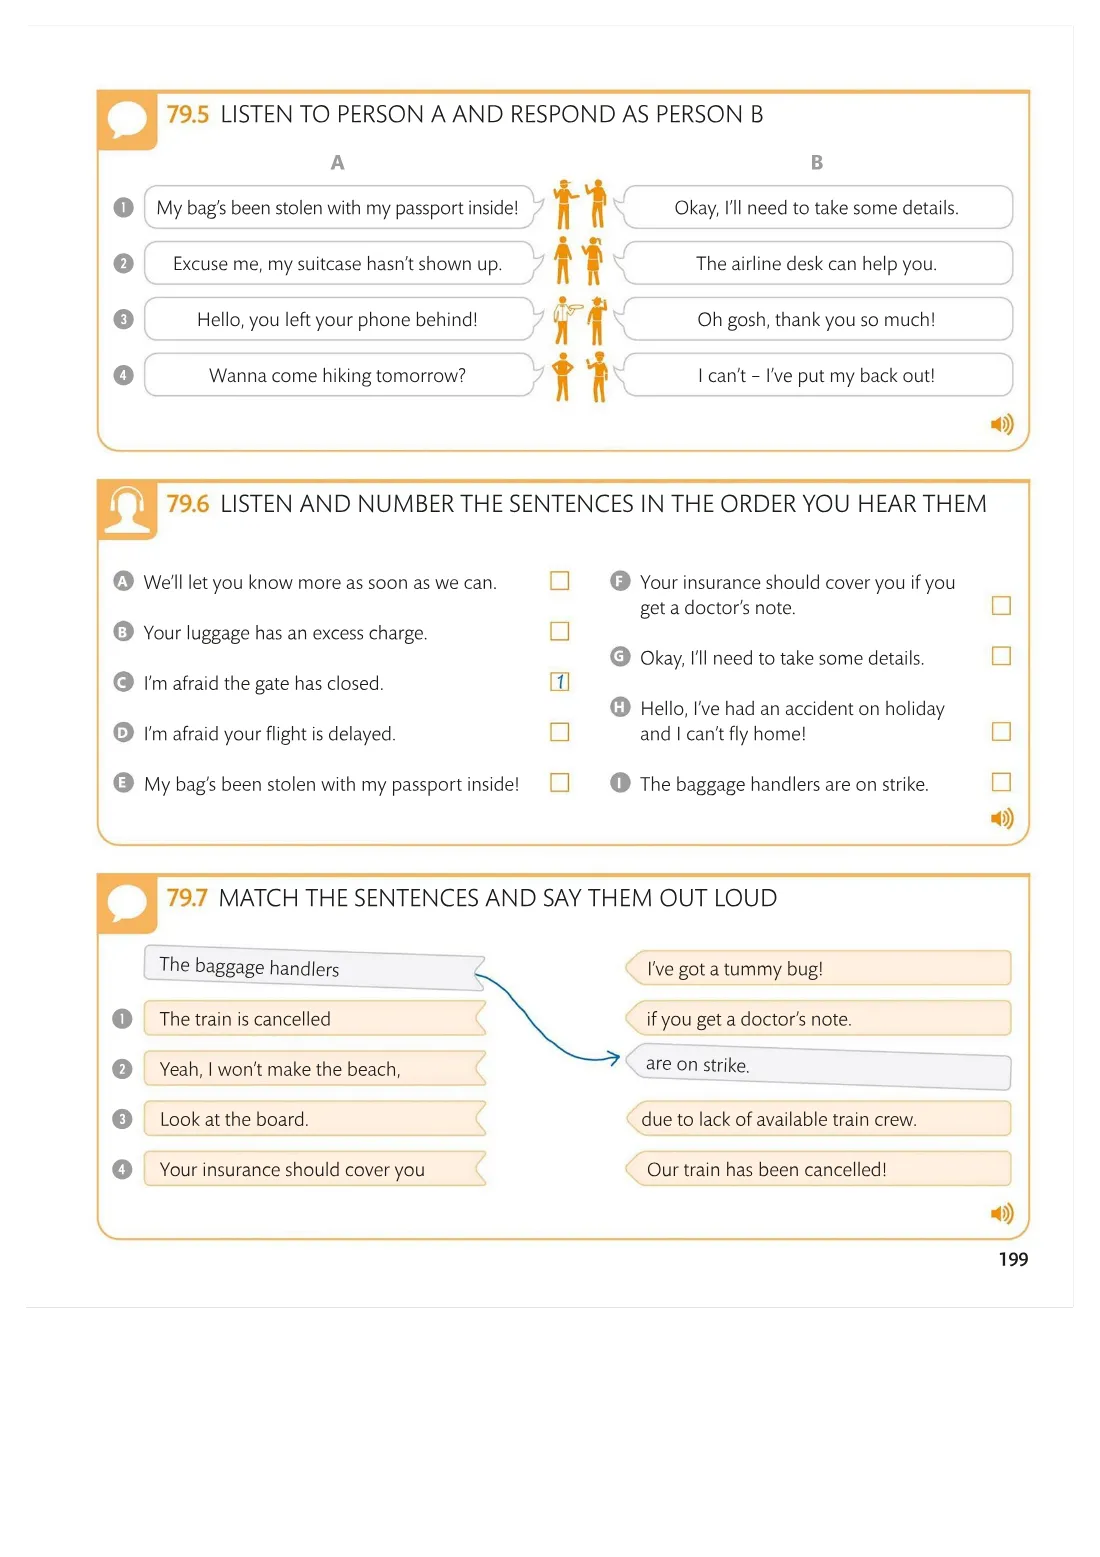 79.5 LISTEN TO PERSON A AND RESPOND AS PERSON B
A
B
1 My bag’s been stolen with my passport inside!
Okay, I’ll need to take some details.
2 Excuse me, my suitcase hasn’t shown up.
The airline desk can help you.
3 Hello, you left your phone behind!
Oh gosh, thank you so much!
4 Wanna come hiking tomorrow?
I can’t – I’ve put my back out!
79.6 LISTEN AND NUMBER THE SENTENCES IN THE ORDER YOU HEAR THEM
A We’ll let you know more as soon as we can.
B Your luggage has an excess charge.
C I’m afraid the gate has closed. 1
D I’m afraid your flight is delayed.
E My bag’s been stolen with my passport inside!
F Your insurance should cover you if you
get a doctor’s note.
G Okay, I’ll need to take some details.
H Hello, I’ve had an accident on holiday
and I can’t fly home!
I The baggage handlers are on strike.
79.7 MATCH THE SENTENCES AND SAY THEM OUT LOUD
The baggage handlers
1 The train is cancelled
2 Yeah, I won’t make the beach,
3 Look at the board.
4 Your insurance should cover you
I’ve got a tummy bug!
if you get a doctor’s note.
are on strike.
due to lack of available train crew.
Our train has been cancelled!
199